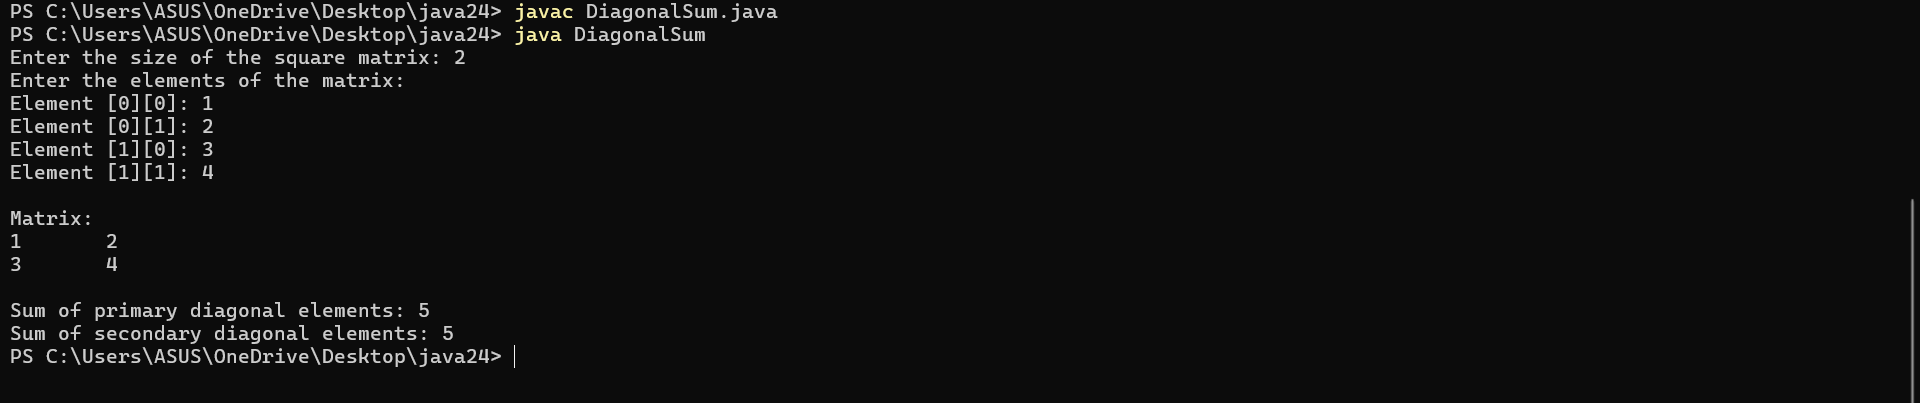 PS C:\Users\ASUS\OneDrive\Desktop\java24> javac DiagonalSum.java
PS C:\Users\ASUS\OneDrive\Desktop\java24> java DiagonalSum
Enter the size of the square matrix: 2
Enter the elements of the matrix:
Element [0][0]: 1
Element [0][1]: 2
Element [1][0]: 3
Element [1][1]: 4
Matrix:
1       2
3       4
Sum of primary diagonal elements: 5
Sum of secondary diagonal elements: 5
PS C:\Users\ASUS\OneDrive\Desktop\java24>